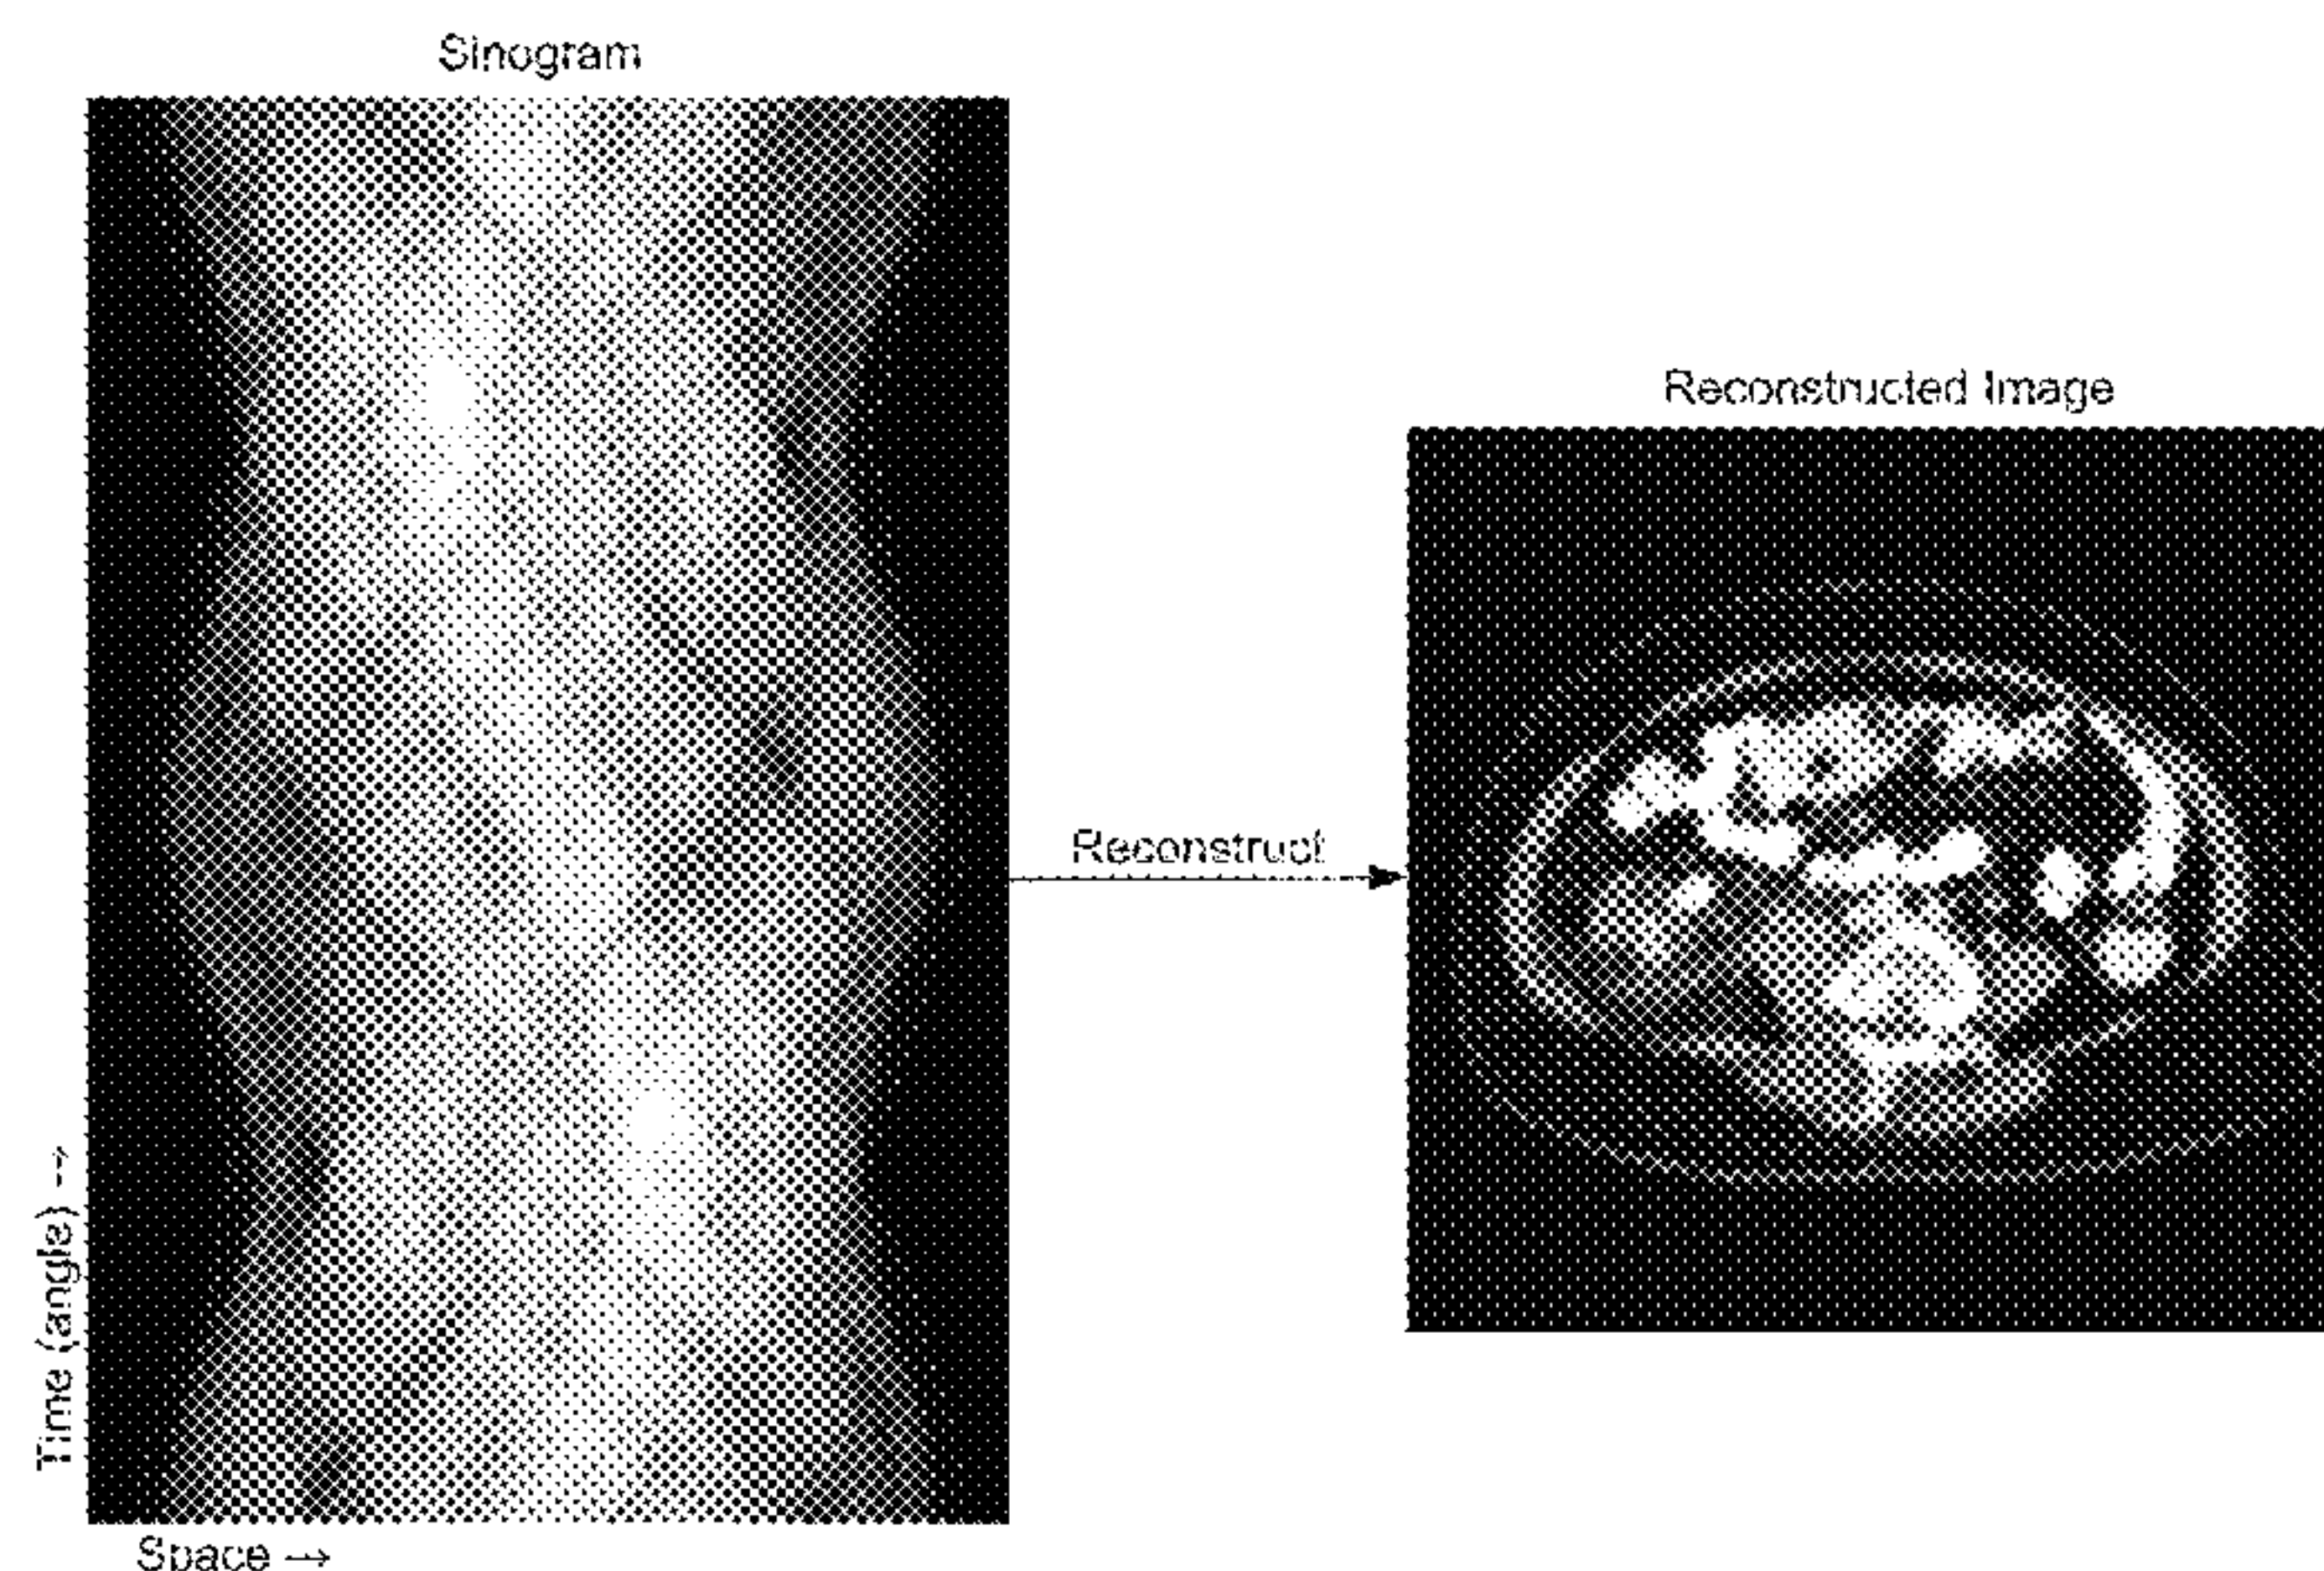 Sinogram
Reconstructed Image
Reconstruct
Time (angle) →
Space →